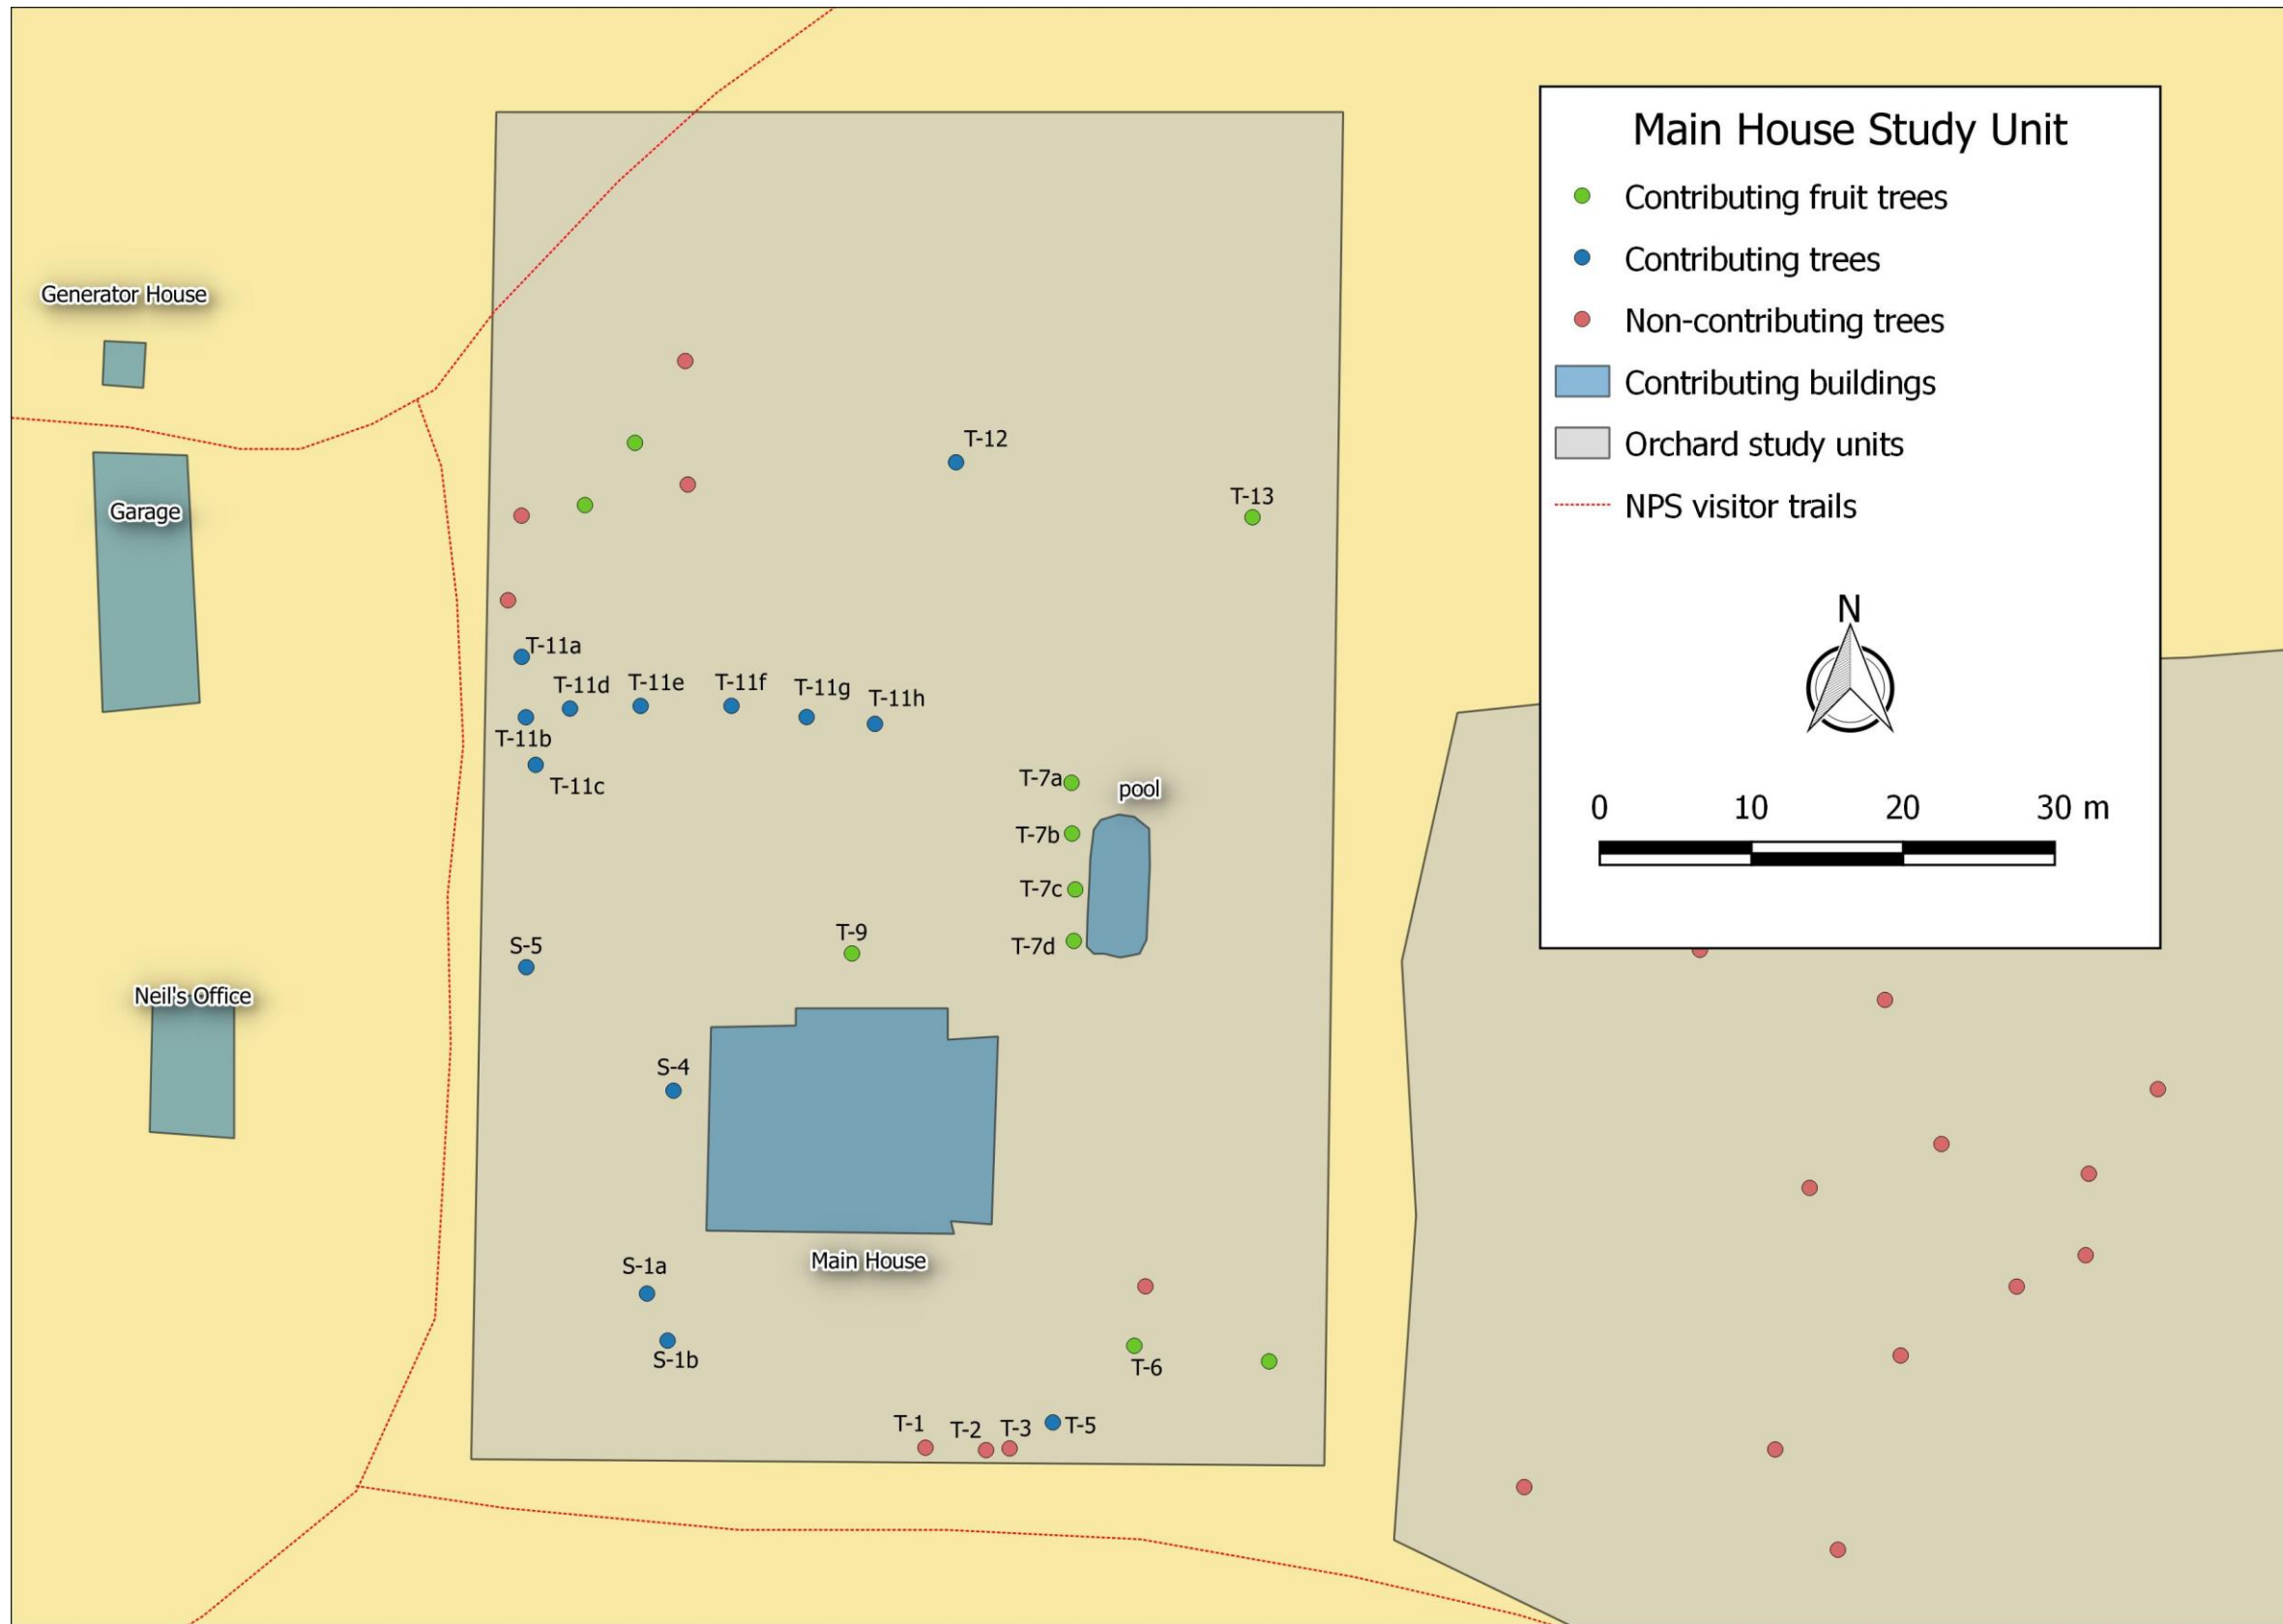 Main House Study Unit
Contributing fruit trees
Contributing trees
Non-contributing trees
Contributing buildings
Orchard study units
NPS visitor trails
N
0 10 20 30 m
Generator House
Garage
T-12
T-13
T-11a
T-11d
T-11e
T-11f
T-11g
T-11h
T-11b
T-11c
T-7a
pool
T-7b
T-7c
T-7d
T-9
S-5
Neil's Office
S-4
Main House
S-1a
S-1b
T-6
T-1
T-2
T-3
T-5